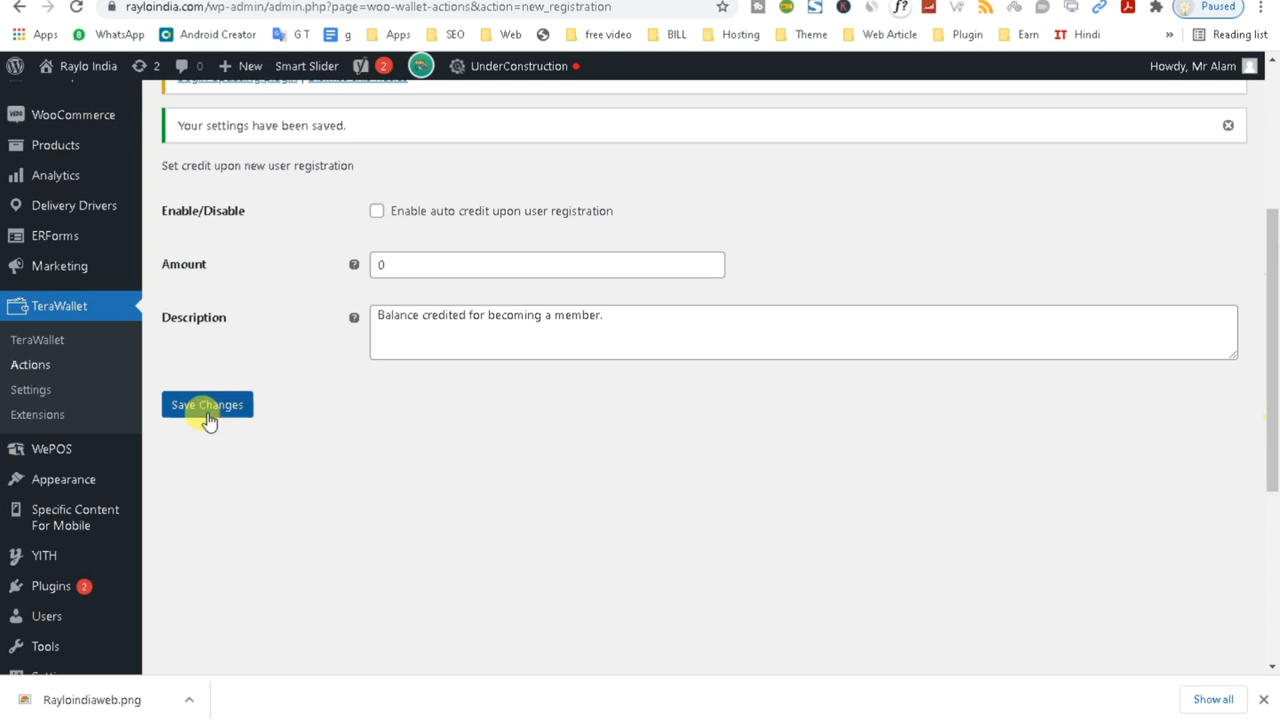 rayloindia.com/wp-admin/admin.php?page=woo-wallet-actions&action=new_registration
Paused
Apps WhatsApp Android Creator G T g Apps SEO Web free video BILL Hosting Theme Web Article Plugin Earn IT Hindi » Reading list
Raylo India 2 0 + New Smart Slider 2 UnderConstruction Howdy, Mr Alam
WooCommerce
Products
Analytics
Delivery Drivers
ERForms
Marketing
TeraWallet
TeraWallet
Actions
Settings
Extensions
WePOS
Appearance
Specific Content
For Mobile
YITH
Plugins 2
Users
Tools
Your settings have been saved.
Set credit upon new user registration
Enable/Disable Enable auto credit upon user registration
Amount 0
Description Balance credited for becoming a member.
Save Changes
Rayloindiaweb.png Show all